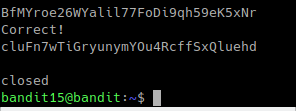 BfMYroe26WYalil77FoDi9qh59eK5xNr
Correct!
cluFn7wTiGryunymYOu4RcffSxQluehd

closed
bandit15@bandit:~$